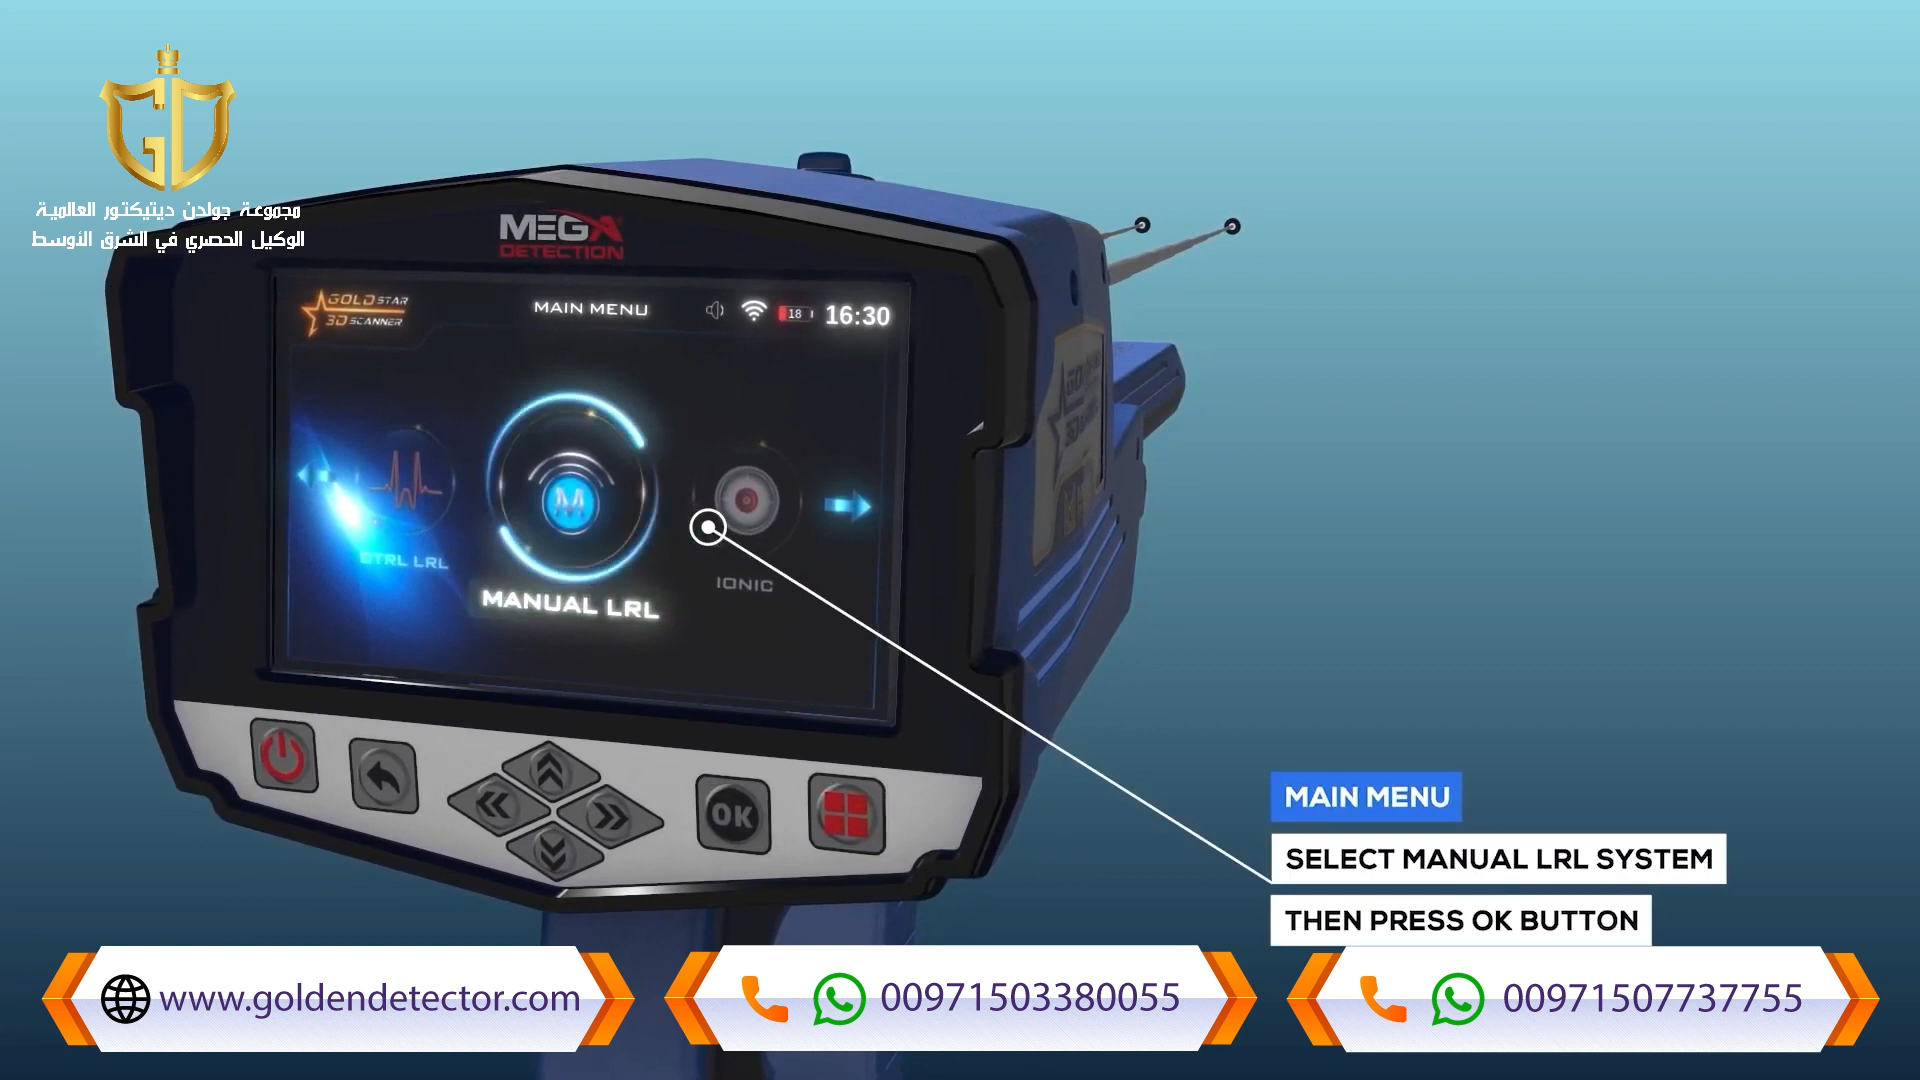 مجموعة جولدن ديتيكتور العالمية
الوكيل الحصري في الشرق الأوسط
MEGA
DETECTION
GOLD STAR
3D SCANNER
MAIN MENU
18
16:30
CTRL LRL
M
MANUAL LRL
IONIC
OK
MAIN MENU
SELECT MANUAL LRL SYSTEM
THEN PRESS OK BUTTON
www.goldendetector.com
00971503380055
00971507737755